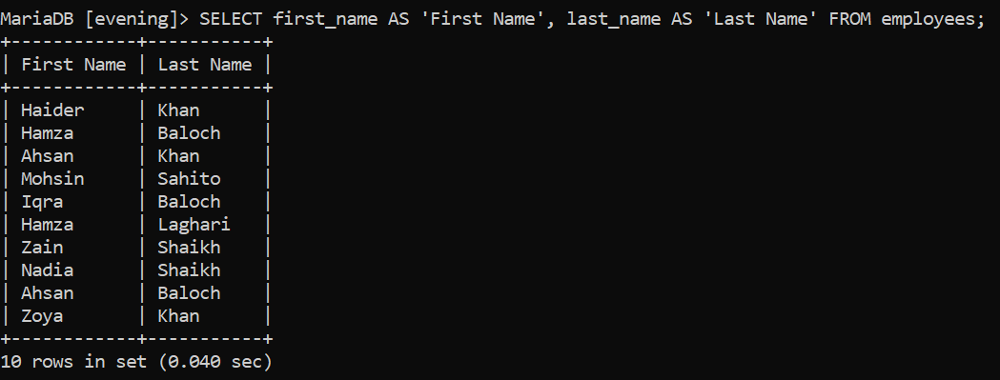 MariaDB [evening]> SELECT first_name AS 'First Name', last_name AS 'Last Name' FROM employees;
+------------+-----------+
| First Name | Last Name |
+------------+-----------+
| Haider     | Khan      |
| Hamza      | Baloch    |
| Ahsan      | Khan      |
| Mohsin     | Sahito    |
| Iqra       | Baloch    |
| Hamza      | Laghari   |
| Zain       | Shaikh    |
| Nadia      | Shaikh    |
| Ahsan      | Baloch    |
| Zoya       | Khan      |
+------------+-----------+
10 rows in set (0.040 sec)